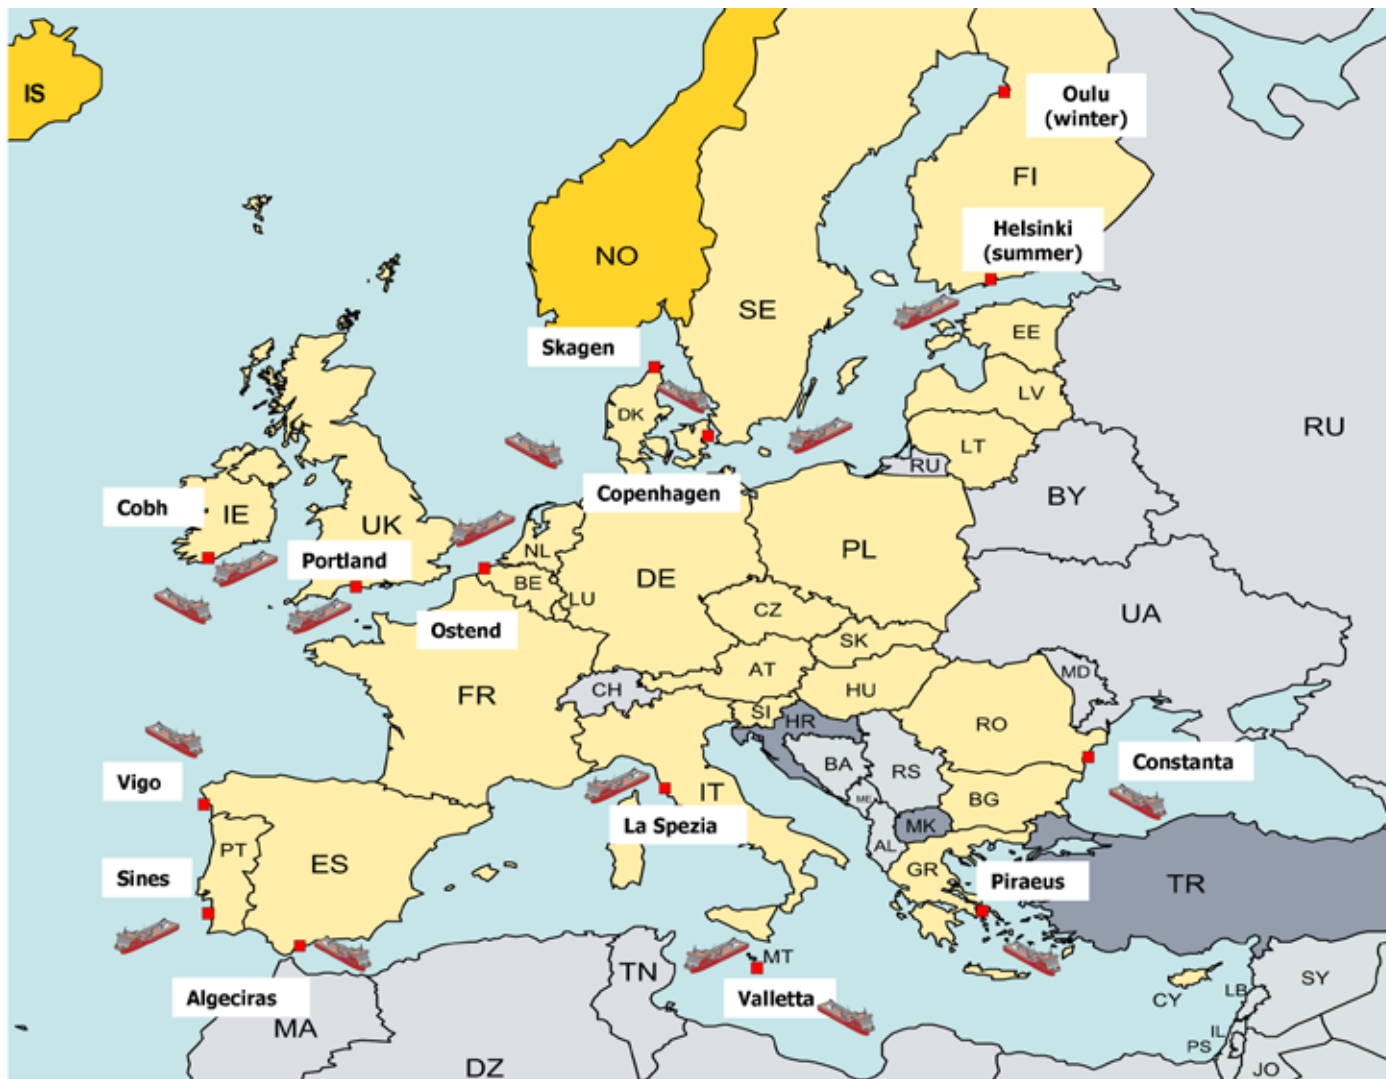 IS
Oulu
(winter)
FI
Helsinki
(summer)
NO
SE
EE
Skagen
LV
DK
LT
RU
RU
BY
Copenhagen
Cobh
IE
UK
Portland
NL
BE
LU
DE
PL
Ostend
CZ
SK
UA
AT
HU
MD
FR
CH
SI
HR
RO
BA
RS
ME
Constanta
Vigo
IT
BG
La Spezia
MK
AL
PT
ES
Sines
GR
Piraeus
TR
MT
TN
Algeciras
Valletta
CY
LB
SY
MA
IL
PS
DZ
JO